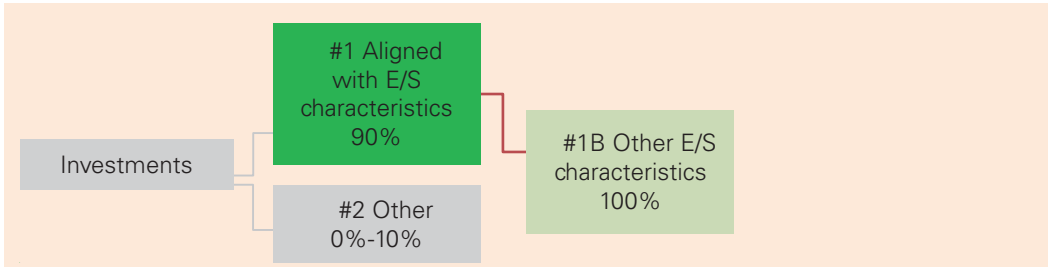 Investments
#1 Aligned
with E/S
characteristics
90%
#2 Other
0%-10%
#1B Other E/S
characteristics
100%